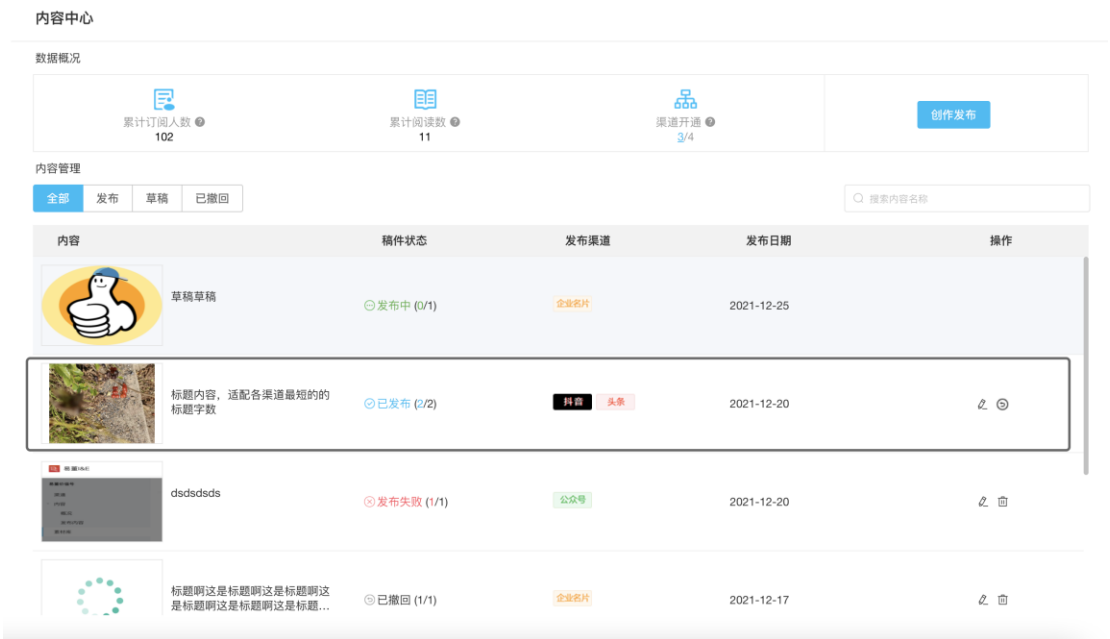 内容中心
数据概况
累计订阅人数
102
累计阅读数
11
渠道开通
3/4
创作发布
内容管理
全部
发布
草稿
已撤回
搜索内容名称
内容
稿件状态
发布渠道
发布日期
操作
草稿草稿
发布中 (0/1)
企业名片
2021-12-25
标题内容，适配各渠道最短的的
标题字数
已发布 (2/2)
抖音
头条
2021-12-20
dsdsdsds
发布失败 (1/1)
公众号
2021-12-20
标题啊这是标题啊这是标题啊这
是标题啊这是标题啊这是标题...
已撤回 (1/1)
企业名片
2021-12-17